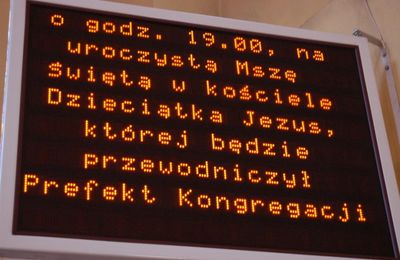 o godz. 19.00, na
uroczystą Mszę
Świętą w kościele
Dzieciątka Jezus,
której będzie
przewodniczył
Prefekt Kongregacji